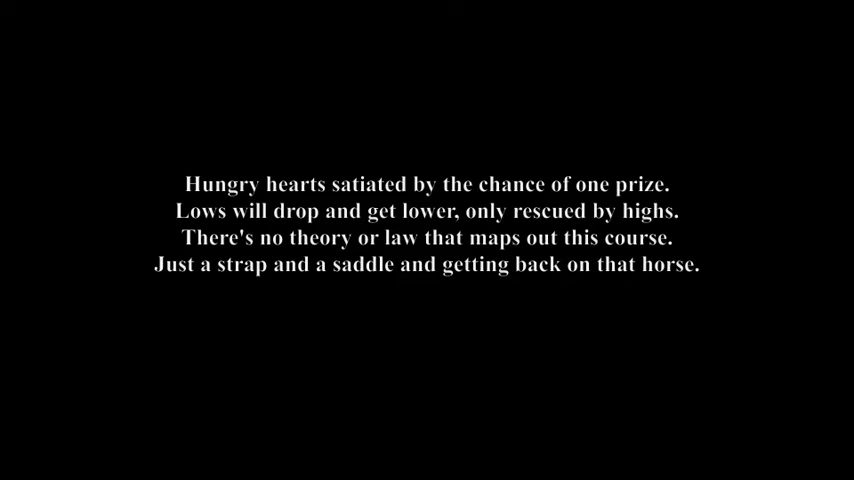 Hungry hearts satiated by the chance of one prize.
Lows will drop and get lower, only rescued by highs.
There's no theory or law that maps out this course.
Just a strap and a saddle and getting back on that horse.